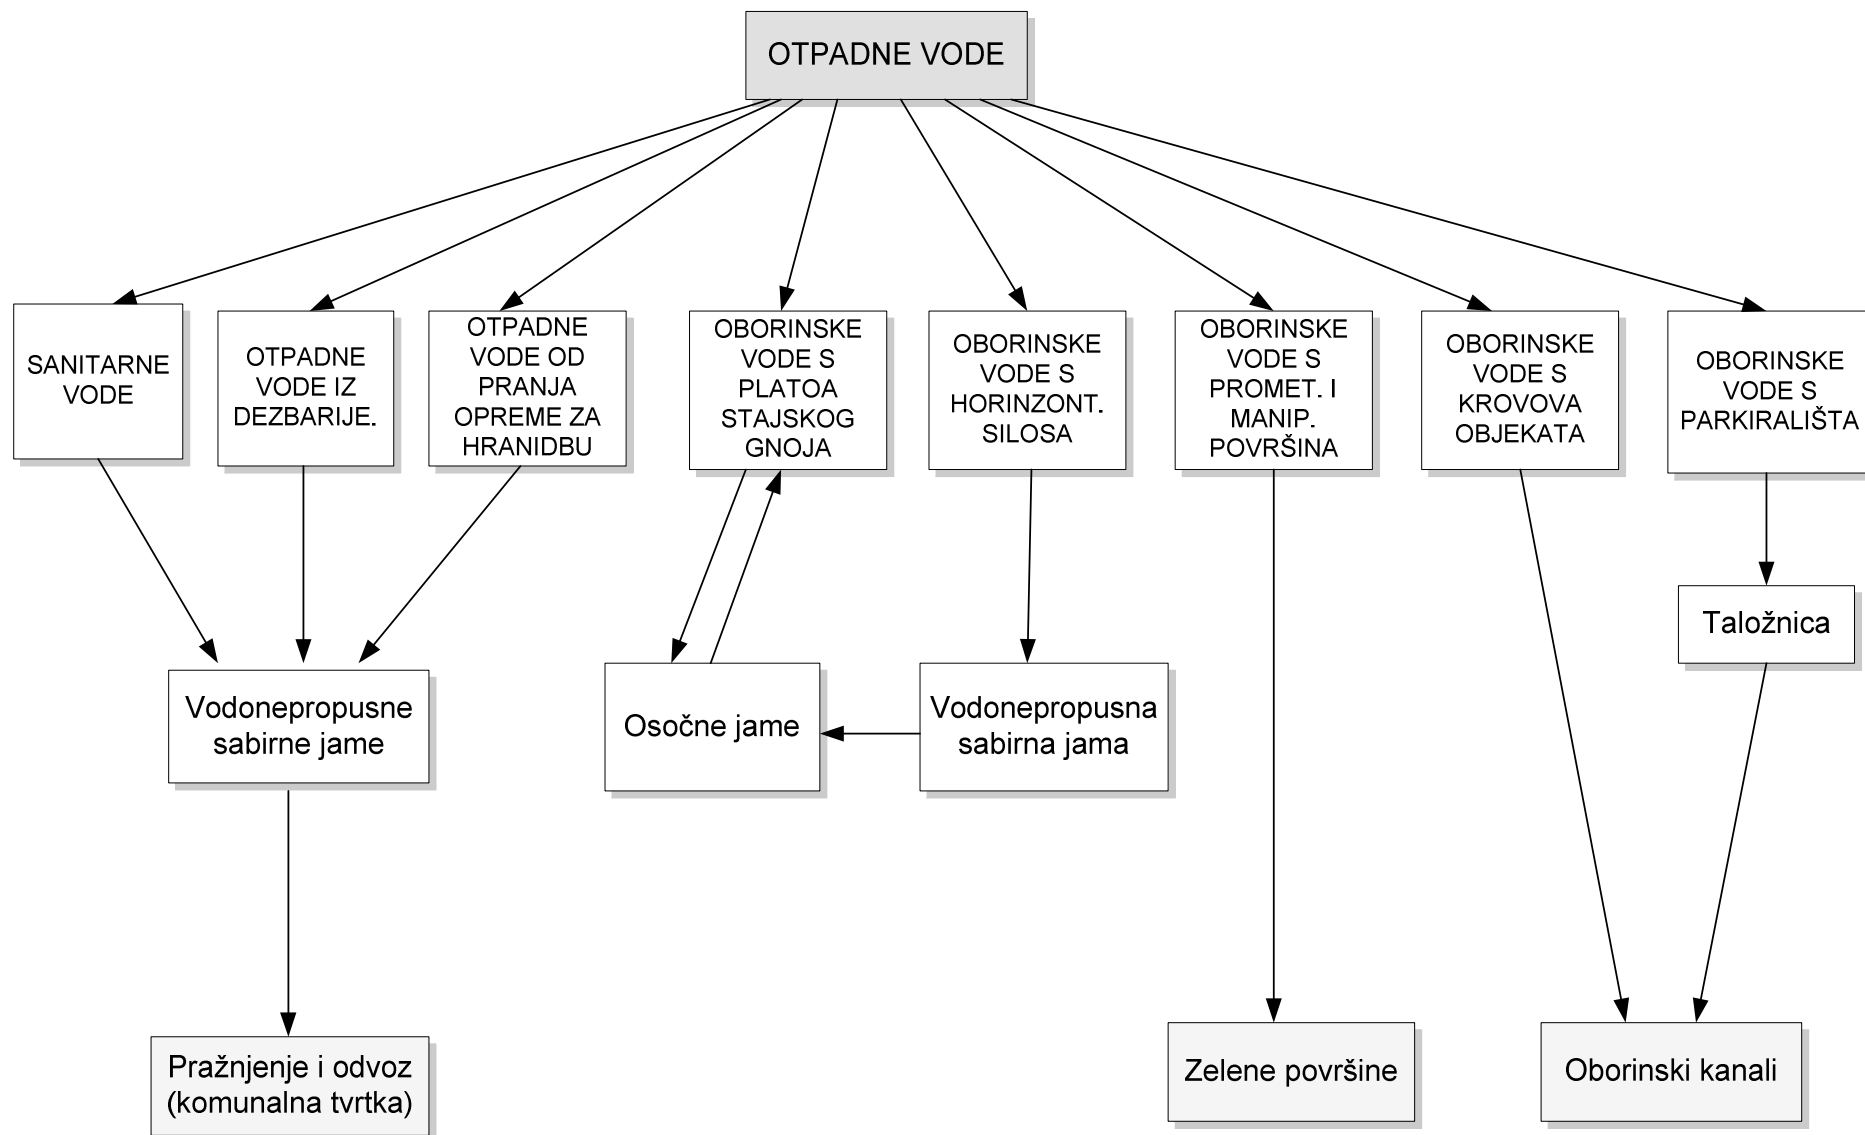 OTPADNE VODE
SANITARNE
VODE
OTPADNE
VODE IZ
DEZBARIJE.
OTPADNE
VODE OD
PRANJA
OPREME ZA
HRANIDBU
OBORINSKE
VODE S
PLATOA
STAJSKOG
GNOJA
OBORINSKE
VODE S
HORINZONT.
SILOSA
OBORINSKE
VODE S
PROMET. I
MANIP.
POVRŠINA
OBORINSKE
VODE S
KROVOVA
OBJEKATA
OBORINSKE
VODE S
PARKIRALIŠTA
Taložnica
Vodonepropusne
sabirne jame
Osočne jame
Vodonepropusna
sabirna jama
Pražnjenje i odvoz
(komunalna tvrtka)
Zelene površine
Oborinski kanali